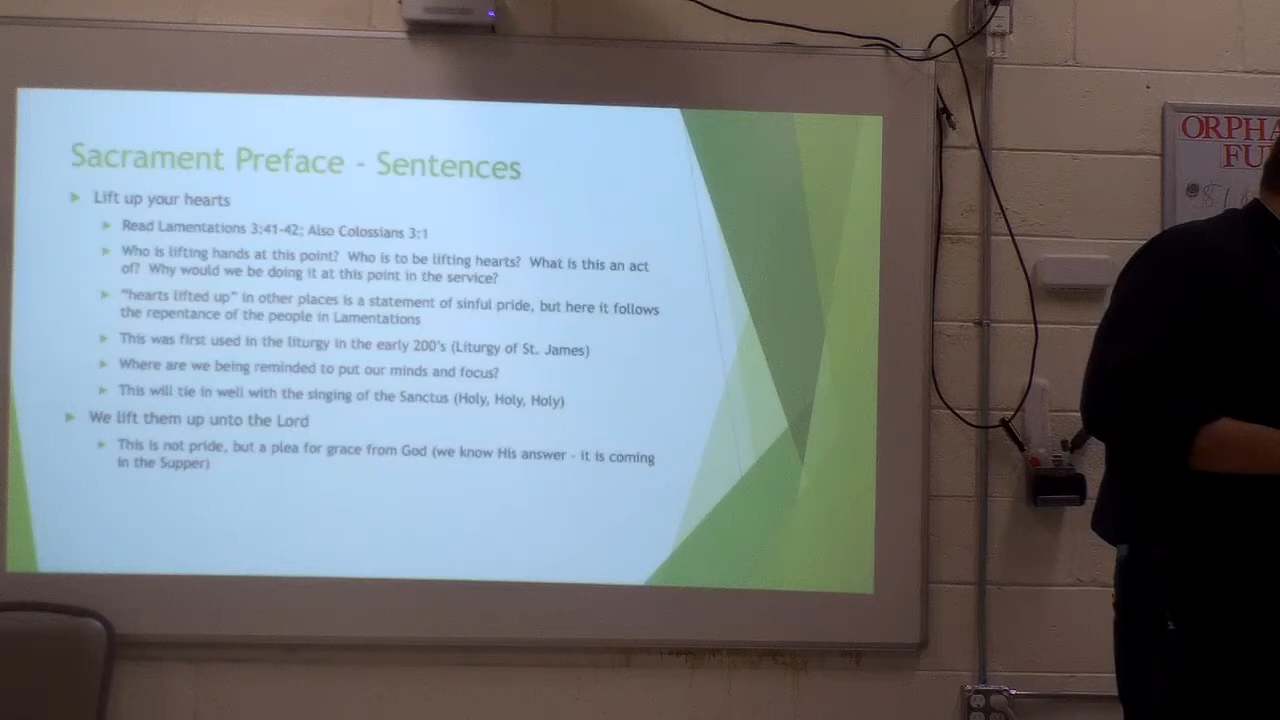 Sacrament Preface - Sentences
Lift up your hearts
Read Lamentations 3:41-42; Also Colossians 3:1
Who is lifting hands at this point? Who is to be lifting hearts? What is this an act
of? Why would we be doing it at this point in the service?
"hearts lifted up" in other places is a statement of sinful pride, but here it follows
the repentance of the people in Lamentations
This was first used in the liturgy in the early 200's (Liturgy of St. James)
Where are we being reminded to put our minds and focus?
This will tie in well with the singing of the Sanctus (Holy, Holy, Holy)
We lift them up unto the Lord
This is not pride, but a plea for grace from God (we know His answer - it is coming
in the Supper)
ORPHA
FU